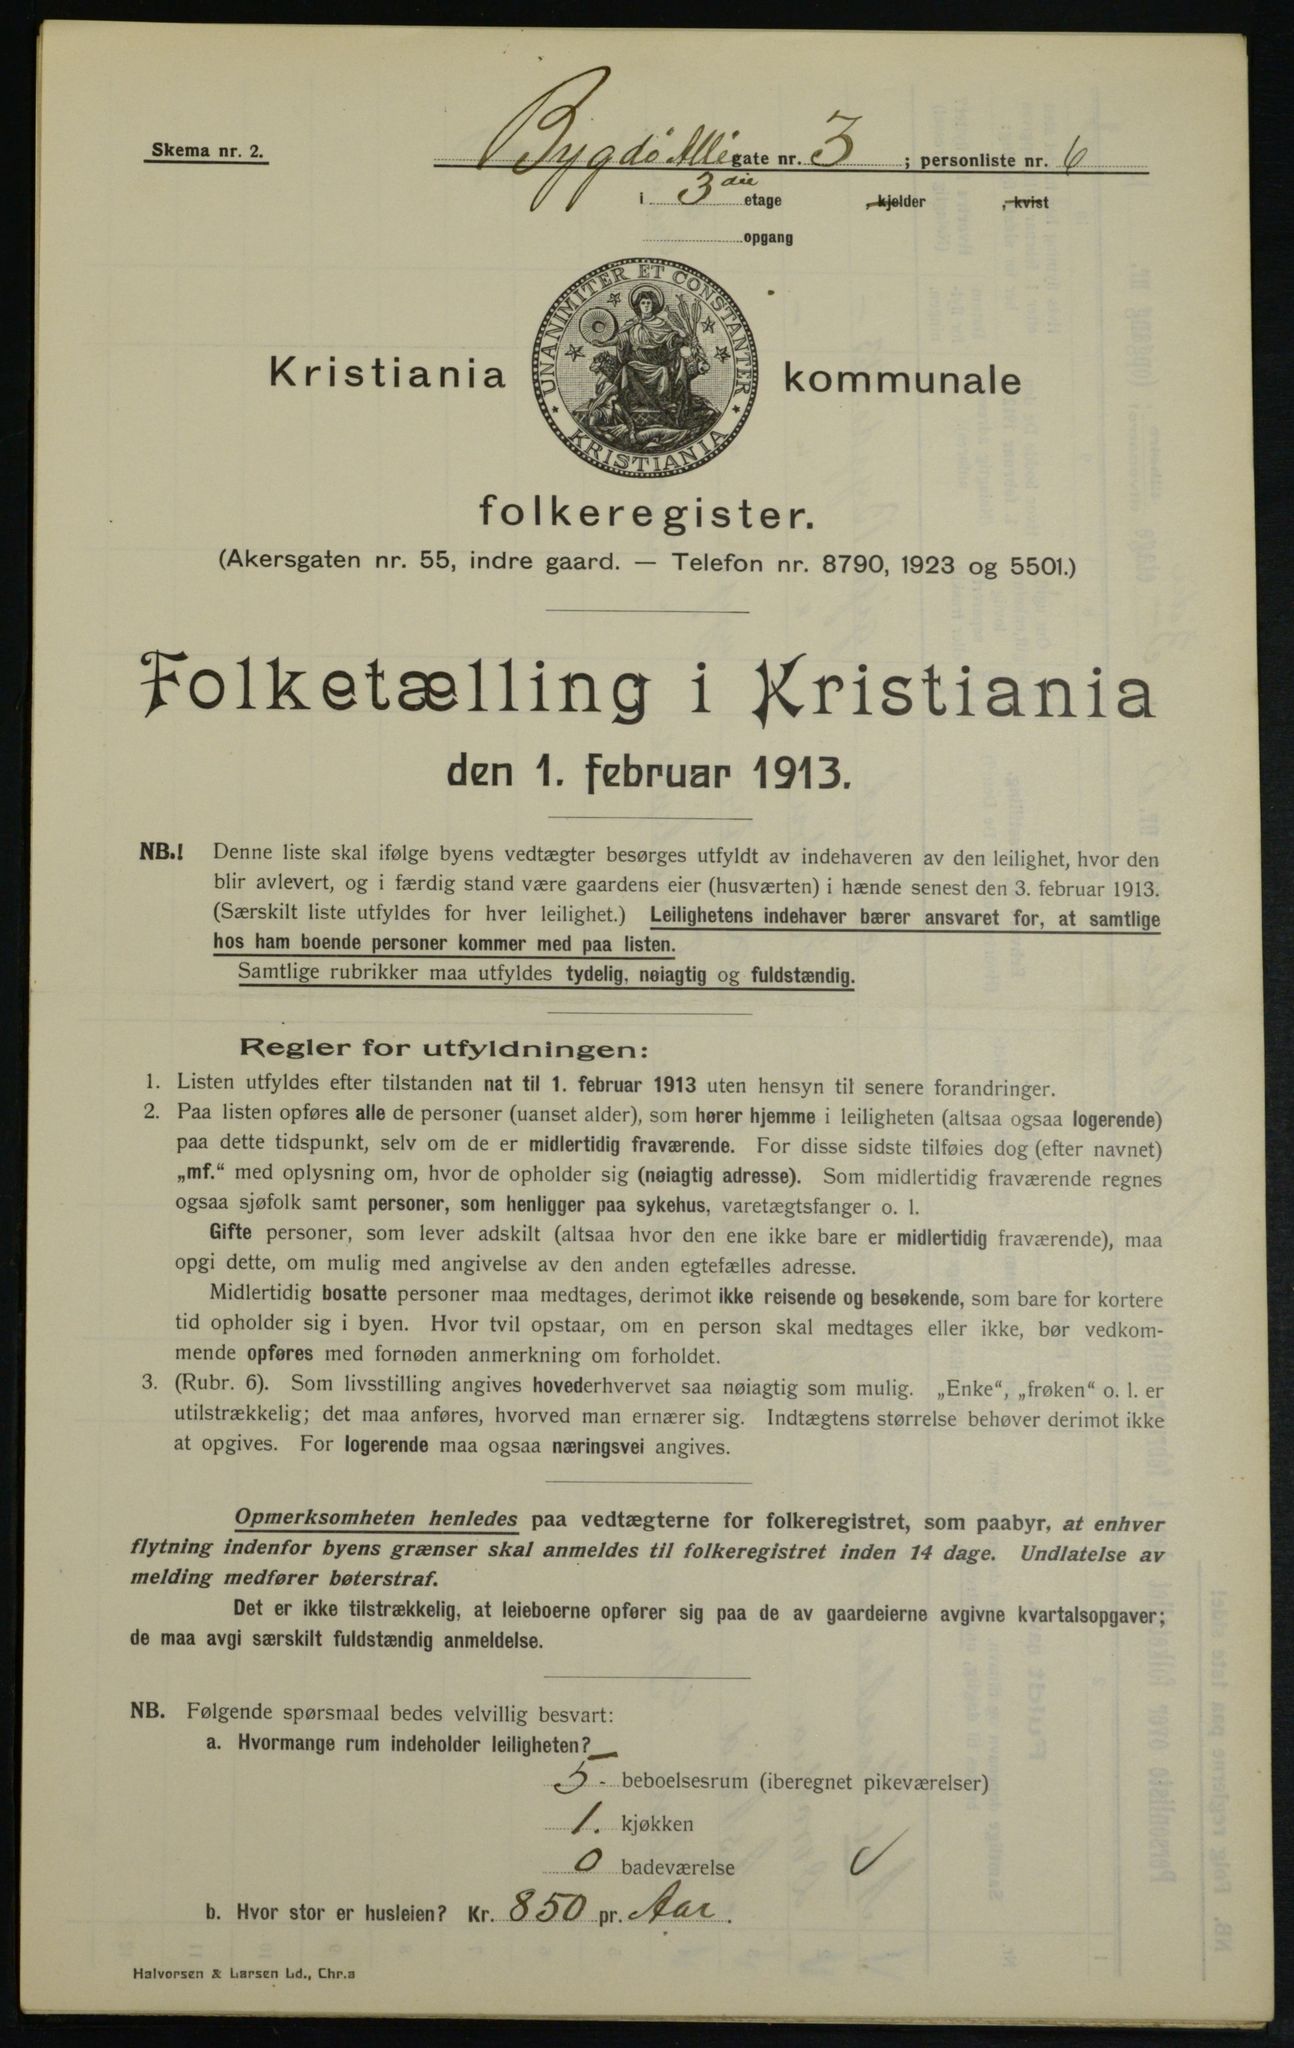 Skema nr. 2.
Bygdö Allé gate nr. 3 ; personliste nr. 6
i 3die etage , kjelder , kvist
opgang
UNANIMITER ET CONSTANTER
KRISTIANIA
Kristiania kommunale
folkeregister.
(Akersgaten nr. 55, indre gaard. — Telefon nr. 8790, 1923 og 5501.)
Folketælling i Kristiania
den 1. februar 1913.
NB.! Denne liste skal ifølge byens vedtægter besørges utfyldt av indehaveren av den leilighet, hvor den
blir avlevert, og i færdig stand være gaardens eier (husværten) i hænde senest den 3. februar 1913.
(Særskilt liste utfyldes for hver leilighet.) Leilighetens indehaver bærer ansvaret for, at samtlige
hos ham boende personer kommer med paa listen.
Samtlige rubrikker maa utfyldes tydelig, nøiagtig og fuldstændig.
Regler for utfyldningen:
1. Listen utfyldes efter tilstanden nat til 1. februar 1913 uten hensyn til senere forandringer.
2. Paa listen opføres alle de personer (uanset alder), som hører hjemme i leiligheten (altsaa ogsaa logerende)
paa dette tidspunkt, selv om de er midlertidig fraværende. For disse sidste tilføies dog (efter navnet)
„mf.“ med oplysning om, hvor de opholder sig (nøiagtig adresse). Som midlertidig fraværende regnes
ogsaa sjøfolk samt personer, som henligger paa sykehus, varetægtsfanger o. l.
Gifte personer, som lever adskilt (altsaa hvor den ene ikke bare er midlertidig fraværende), maa
opgi dette, om mulig med angivelse av den anden egtefælles adresse.
Midlertidig bosatte personer maa medtages, derimot ikke reisende og besøkende, som bare for kortere
tid opholder sig i byen. Hvor tvil opstaar, om en person skal medtages eller ikke, bør vedkom-
mende opføres med fornøden anmerkning om forholdet.
3. (Rubr. 6). Som livsstilling angives hovederhvervet saa nøiagtig som mulig. „Enke“, „frøken“ o. l. er
utilstrækkelig; det maa anføres, hvorved man ernærer sig. Indtægtens størrelse behøver derimot ikke
at opgives. For logerende maa ogsaa næringsvei angives.
Opmerksomheten henledes paa vedtægterne for folkeregistret, som paabyr, at enhver
flytning indenfor byens grænser skal anmeldes til folkeregistret inden 14 dage. Undlatelse av
melding medfører bøterstraf.
Det er ikke tilstrækkelig, at leieboerne opfører sig paa de av gaardeierne avgivne kvartalsopgaver;
de maa avgi særskilt fuldstændig anmeldelse.
NB. Følgende spørsmaal bedes velvillig besvart:
a. Hvormange rum indeholder leiligheten?
5 beboelsesrum (iberegnet pikeværelser)
1. kjøkken
0 badeværelse
b. Hvor stor er husleien? Kr. 850 pr. Aar.
Halvorsen & Larsen Ld., Chr.a